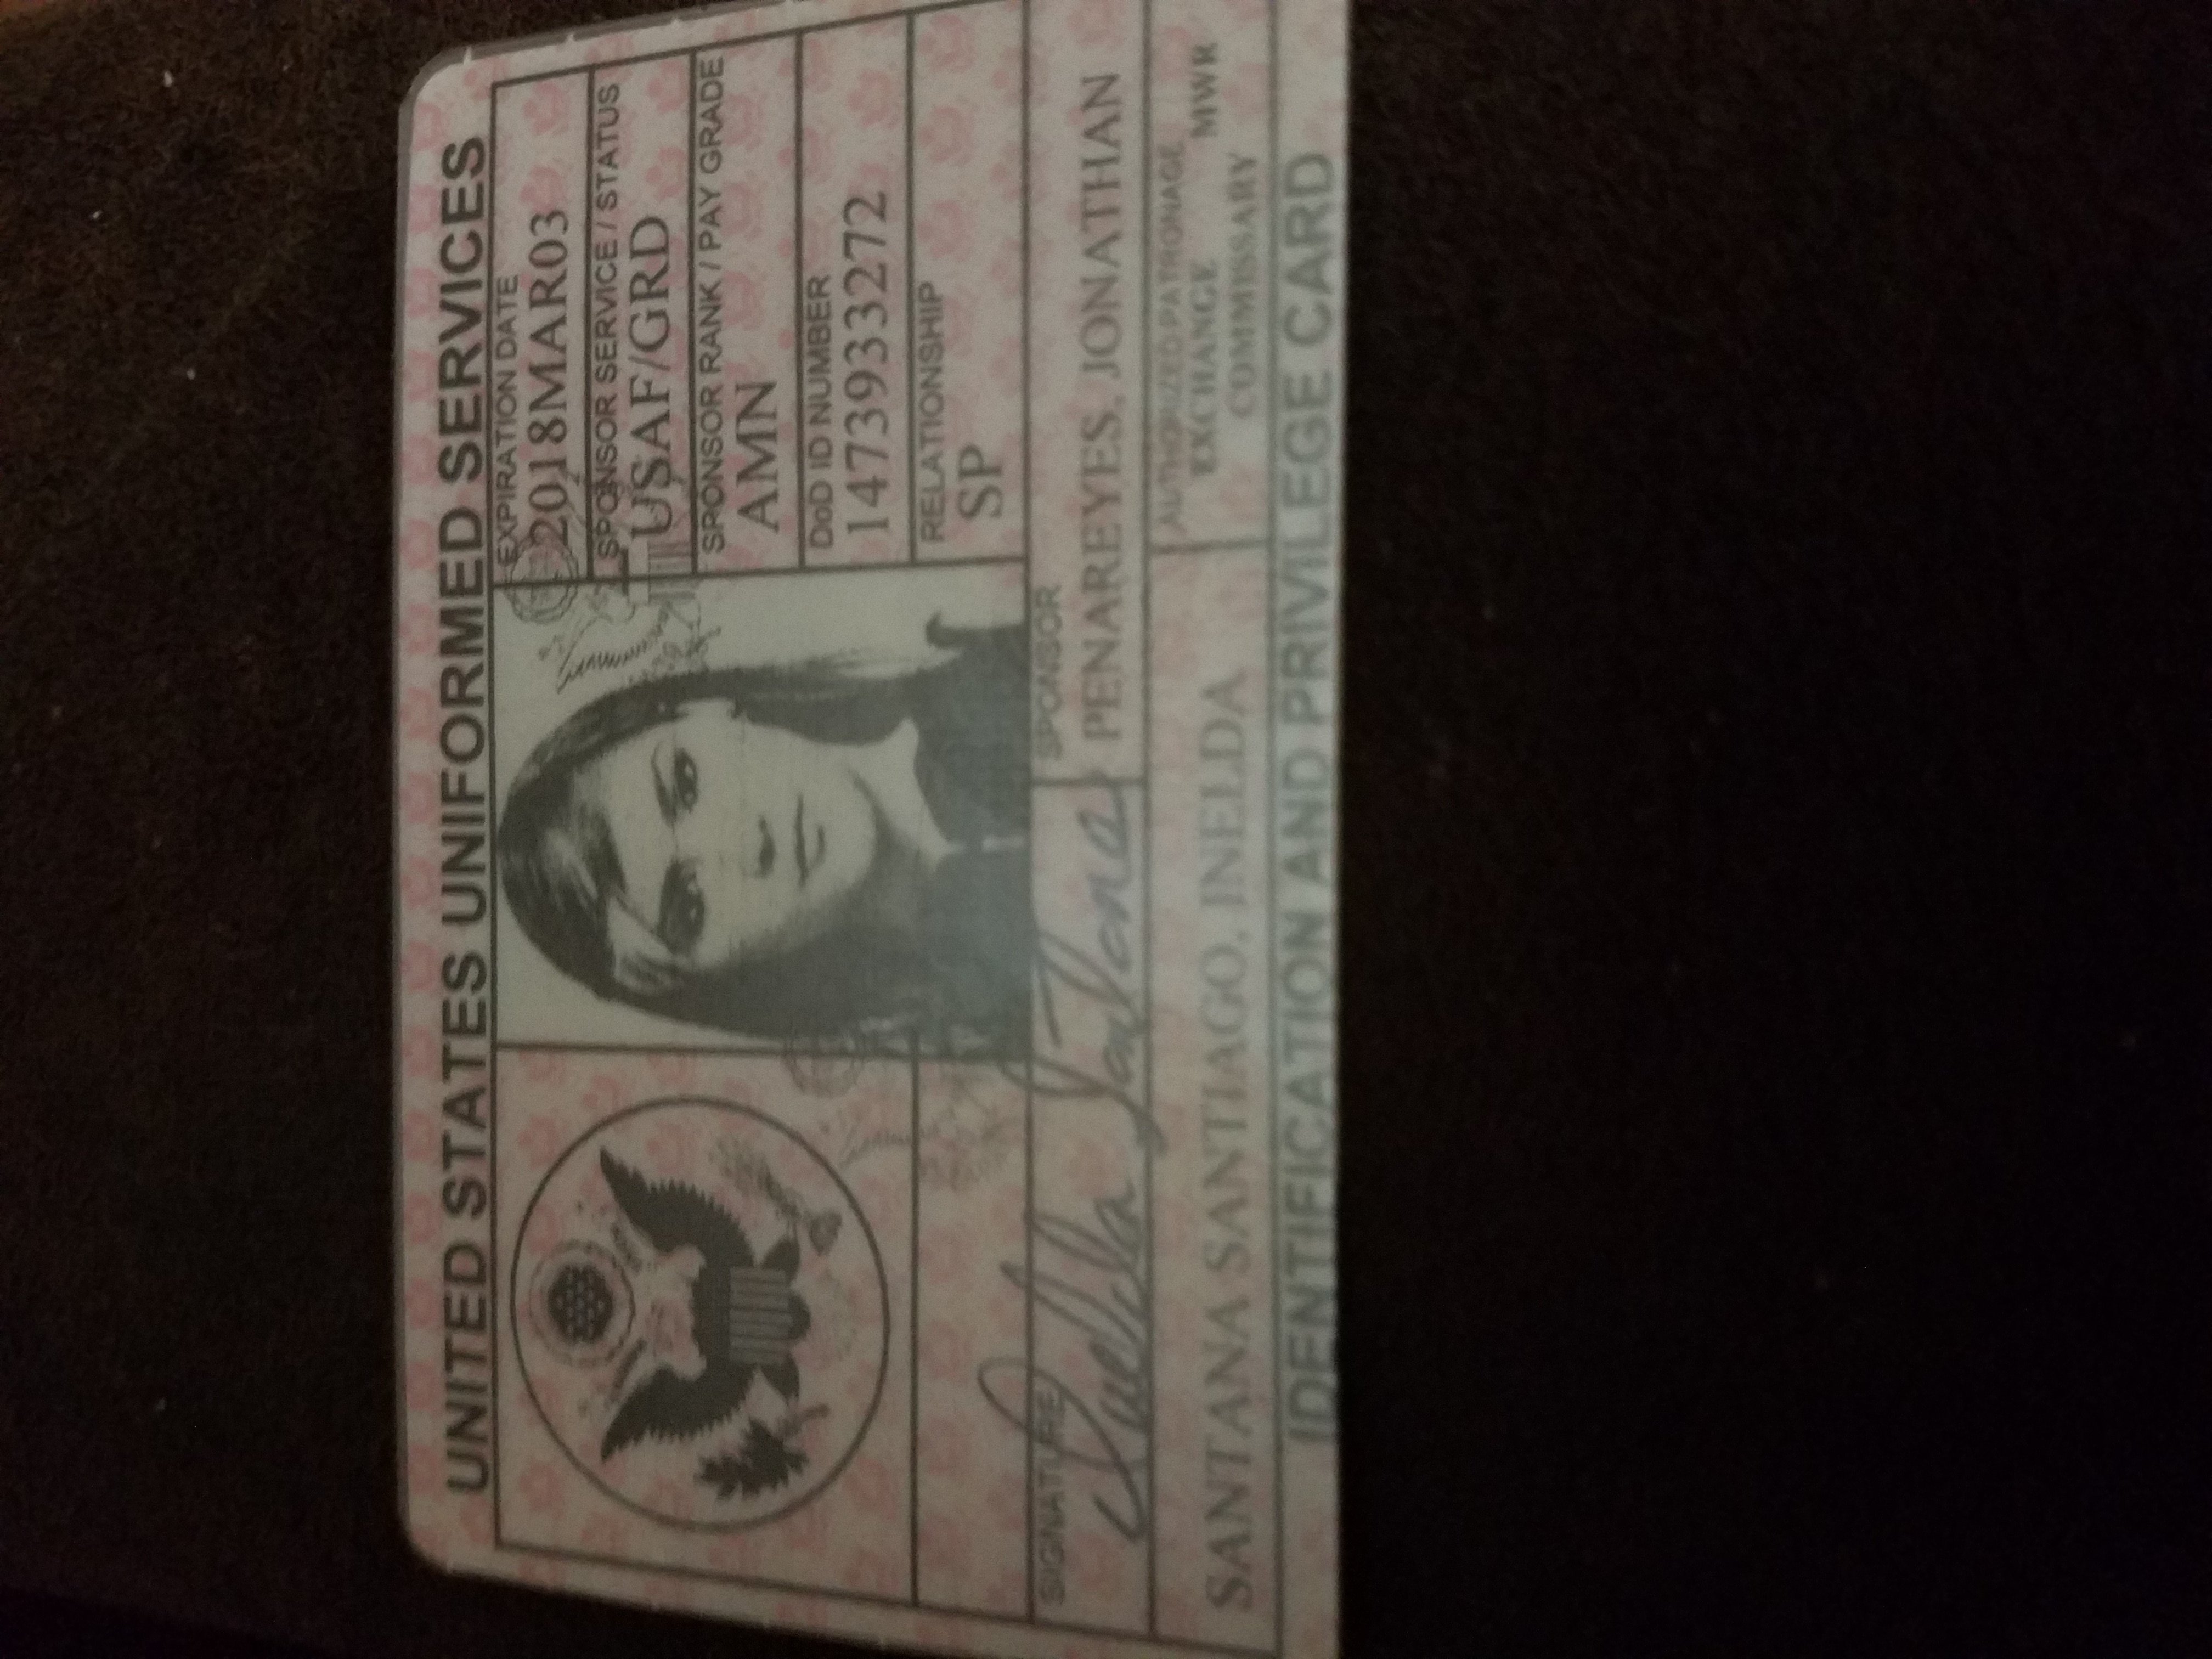 UNITED STATES UNIFORMED SERVICES
EXPIRATION DATE
2018MAR03
SPONSOR SERVICE / STATUS
USAF/GRD
SPONSOR RANK / PAY GRADE
AMN
DoD ID NUMBER
1473933272
RELATIONSHIP
SP
SIGNATURE
SPONSOR
PENAREYES, JONATHAN
SANTANA SANTIAGO, INELDA
AUTHORIZED PATRONAGE
EXCHANGE MWR
COMMISSARY
IDENTIFICATION AND PRIVILEGE CARD